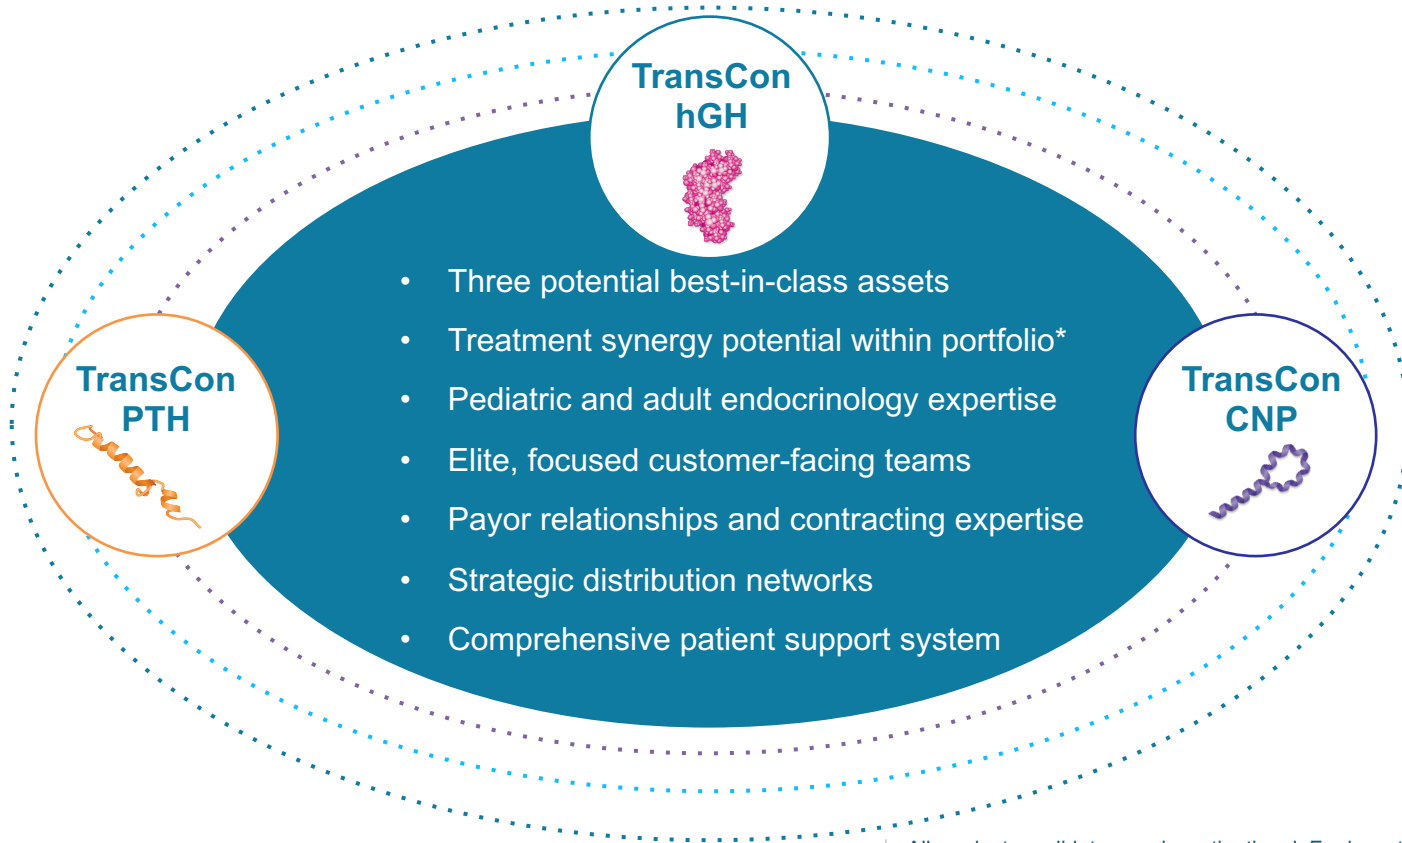 TransCon
hGH
• Three potential best-in-class assets
• Treatment synergy potential within portfolio*
• Pediatric and adult endocrinology expertise
• Elite, focused customer-facing teams
• Payor relationships and contracting expertise
• Strategic distribution networks
• Comprehensive patient support system
TransCon
PTH
TransCon
CNP